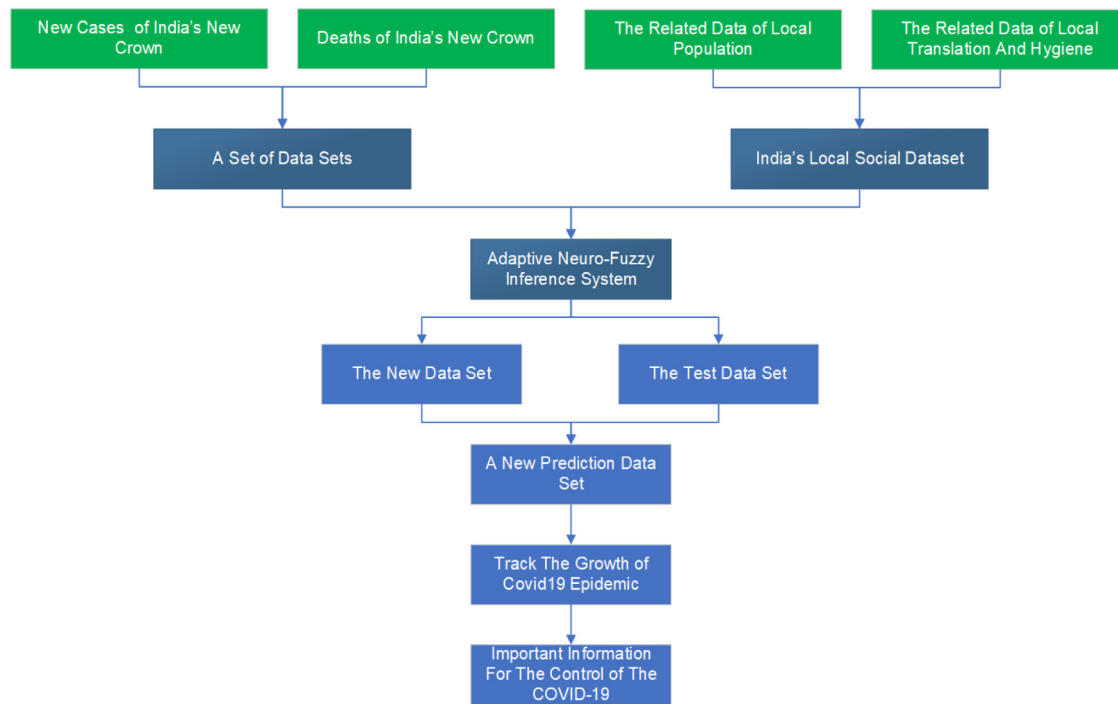 New Cases of India's New
Crown
Deaths of India's New Crown
The Related Data of Local
Population
The Related Data of Local
Translation And Hygiene
A Set of Data Sets
India's Local Social Dataset
Adaptive Neuro-Fuzzy
Inference System
The New Data Set
The Test Data Set
A New Prediction Data
Set
Track The Growth of
Covid19 Epidemic
Important Information
For The Control of The
COVID-19